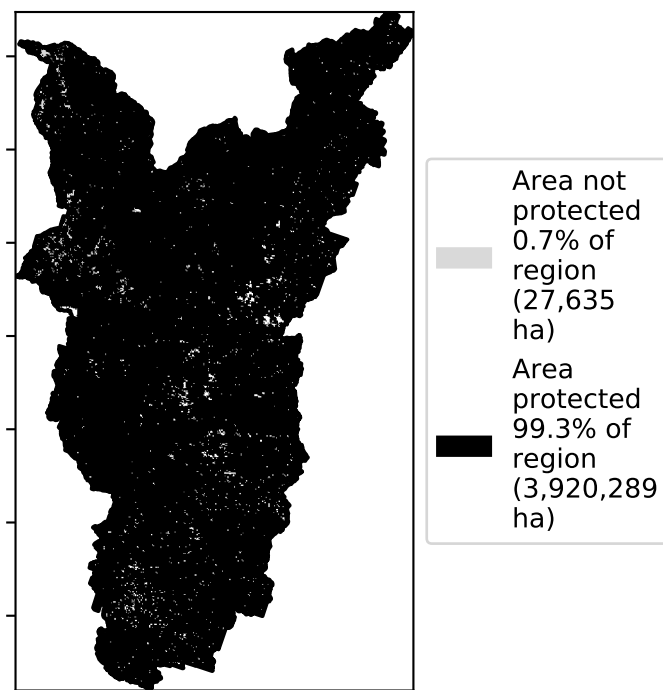 Area not
protected
0.7% of
region
(27,635
ha)
Area
protected
99.3% of
region
(3,920,289
ha)